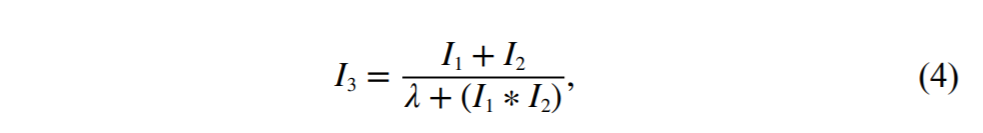 I₃ = (I₁ + I₂) / (λ + (I₁ ∗ I₂)), (4)